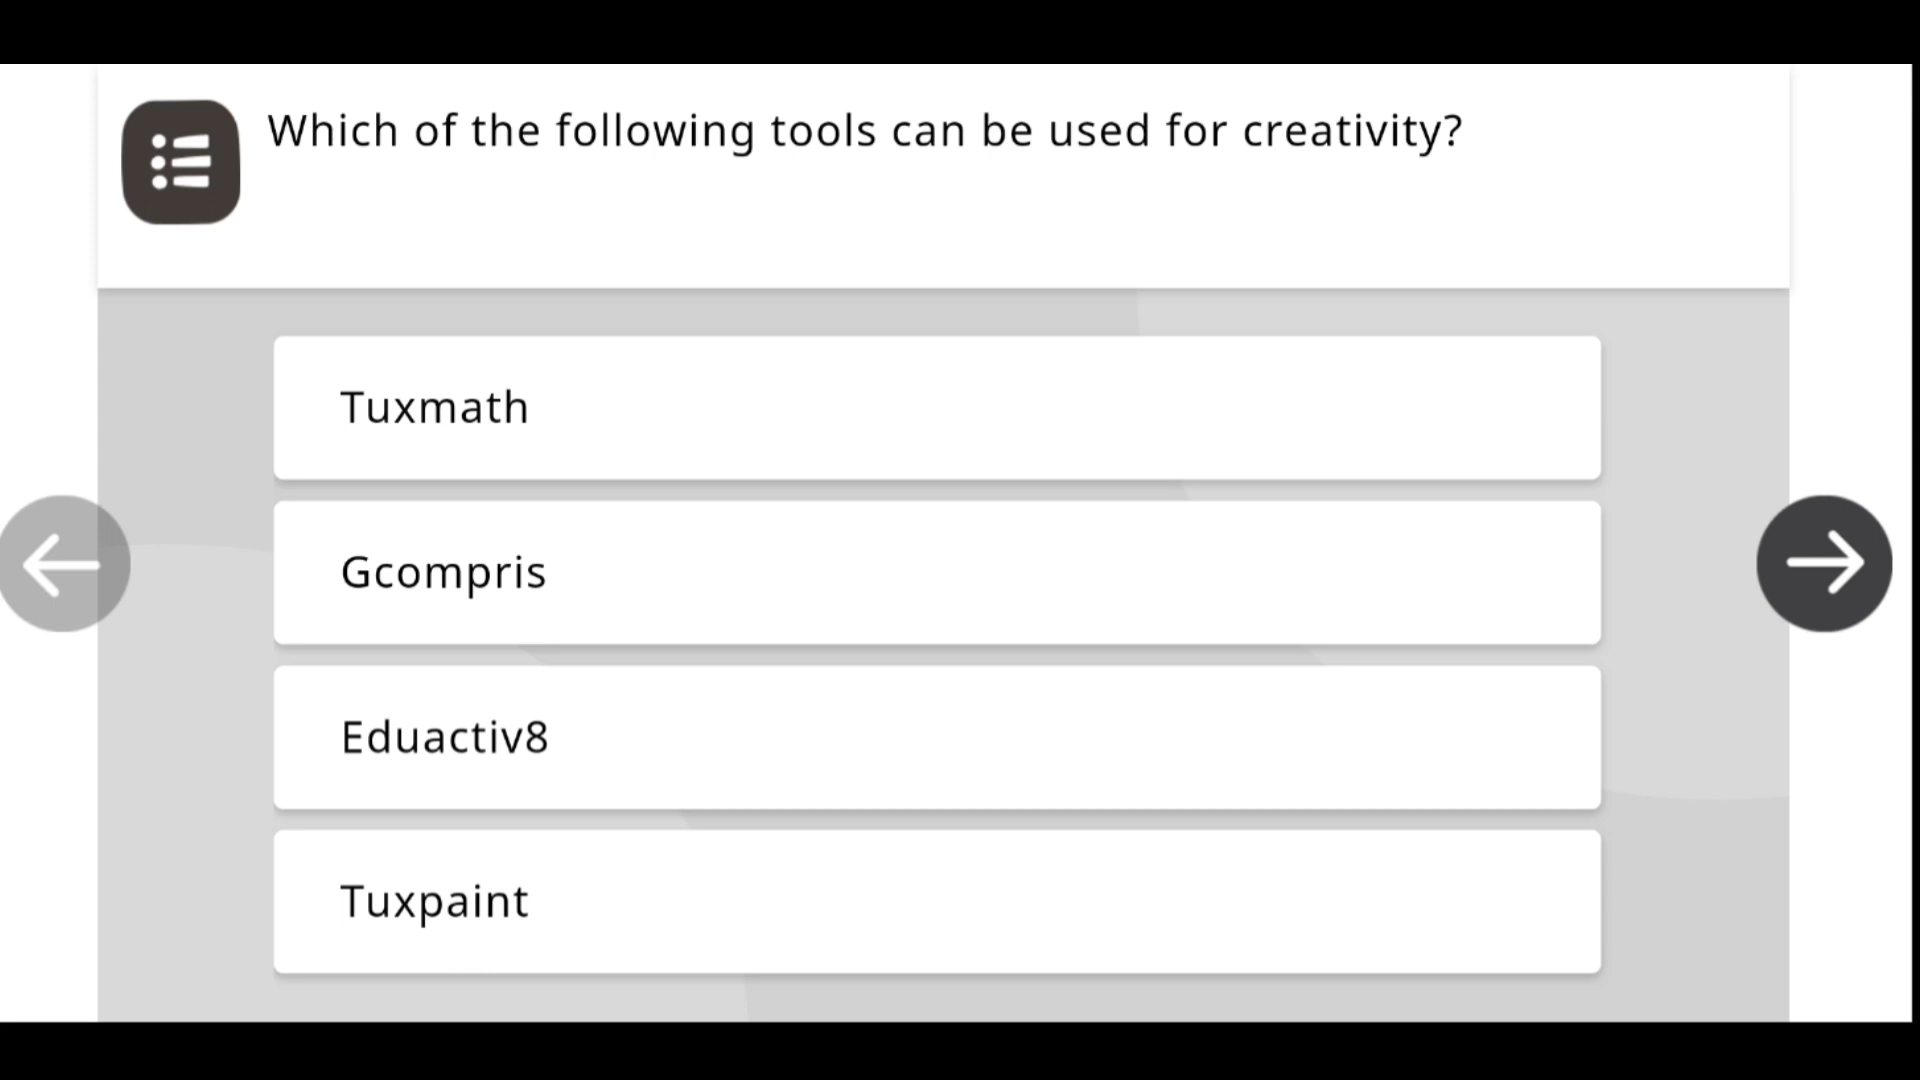 Which of the following tools can be used for creativity?
Tuxmath
Gcompris
Eduactiv8
Tuxpaint